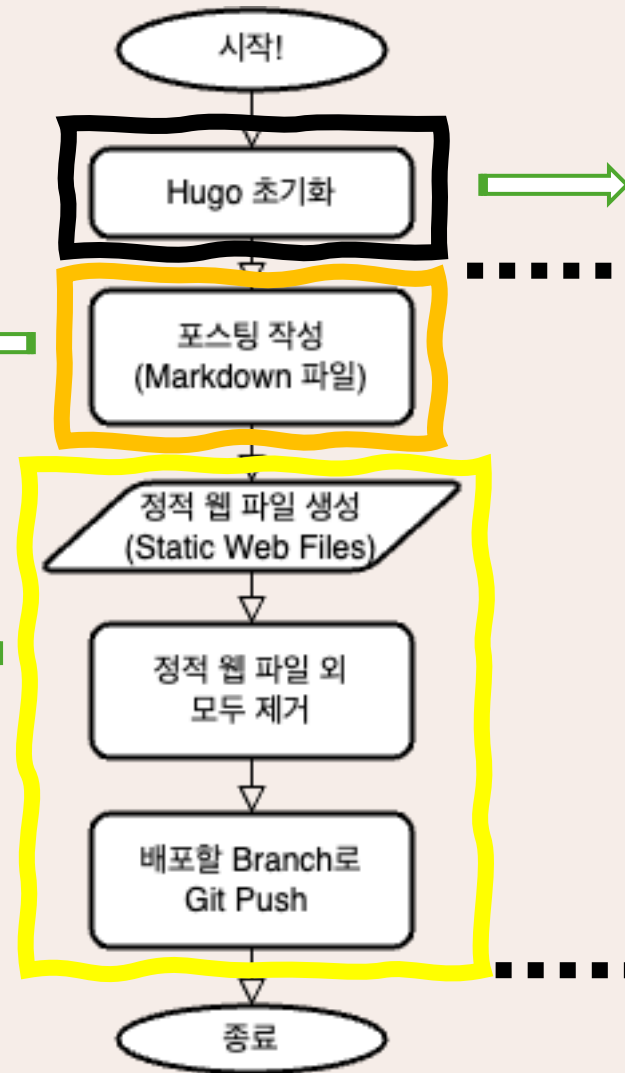 시작!
Hugo 초기화
포스팅 작성
(Markdown 파일)
정적 웹 파일 생성
(Static Web Files)
정적 웹 파일 외
모두 제거
배포할 Branch로
Git Push
종료